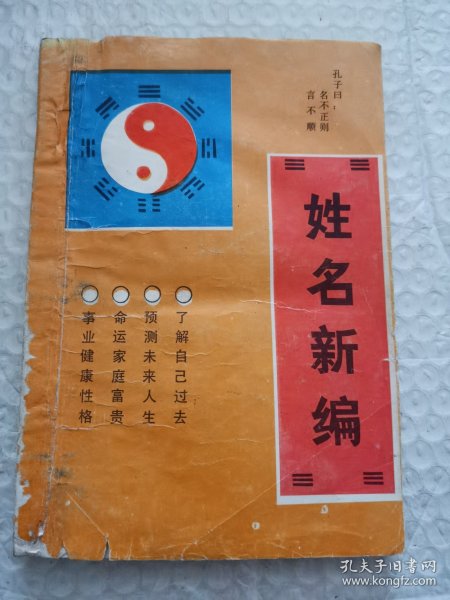 孔子曰：
名不正则
言不顺
姓名新编
了解自己过去
预测未来人生
命运家庭富贵
事业健康性格
孔夫子旧书网
www.kongfz.com